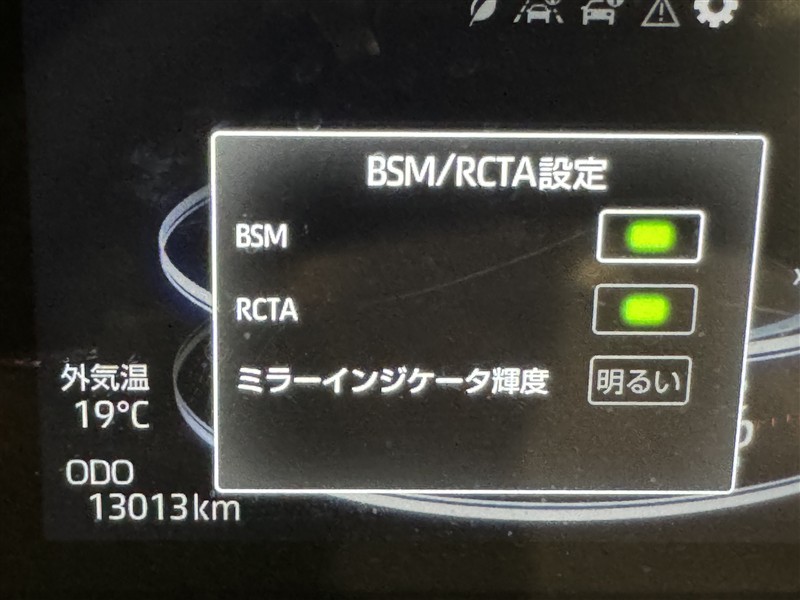 BSM/RCTA設定
BSM
RCTA
ミラーインジケータ輝度 明るい
外気温
19℃
ODO
13013km